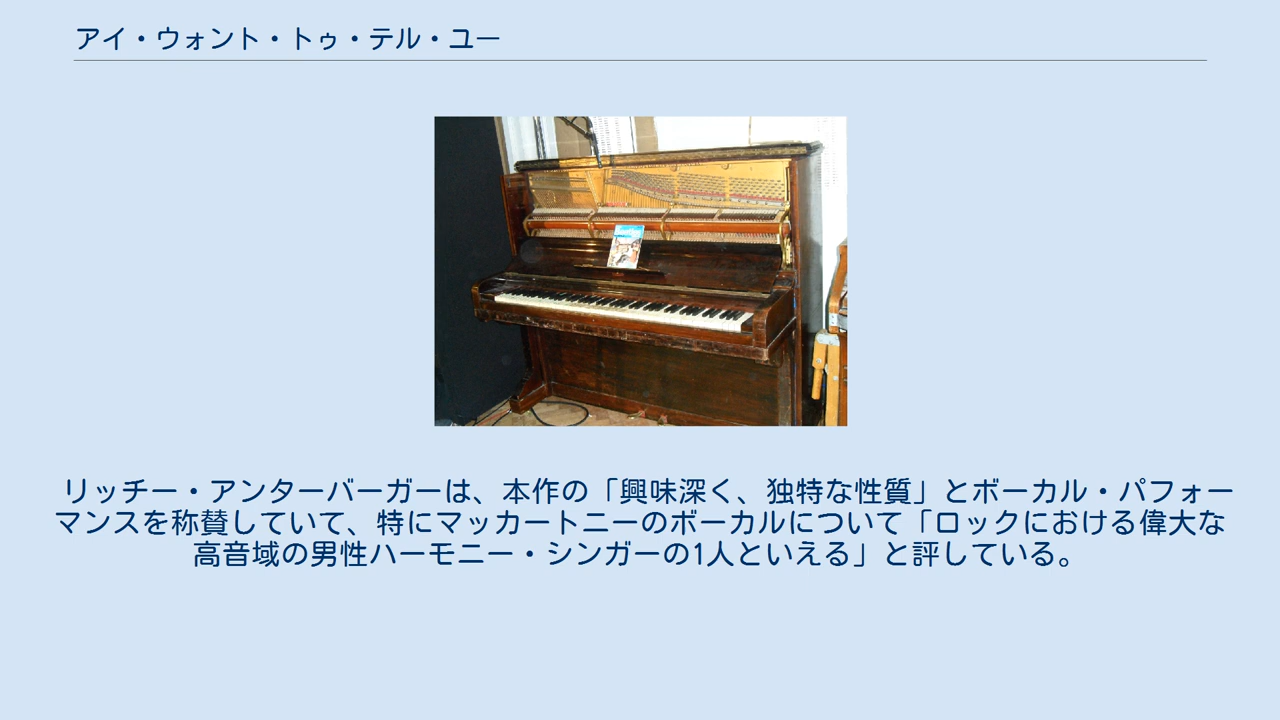 アイ・ウォント・トゥ・テル・ユー
リッチー・アンターバーガーは、本作の「興味深く、独特な性質」とボーカル・パフォー
マンスを称賛していて、特にマッカートニーのボーカルについて「ロックにおける偉大な
高音域の男性ハーモニー・シンガーの1人といえる」と評している。